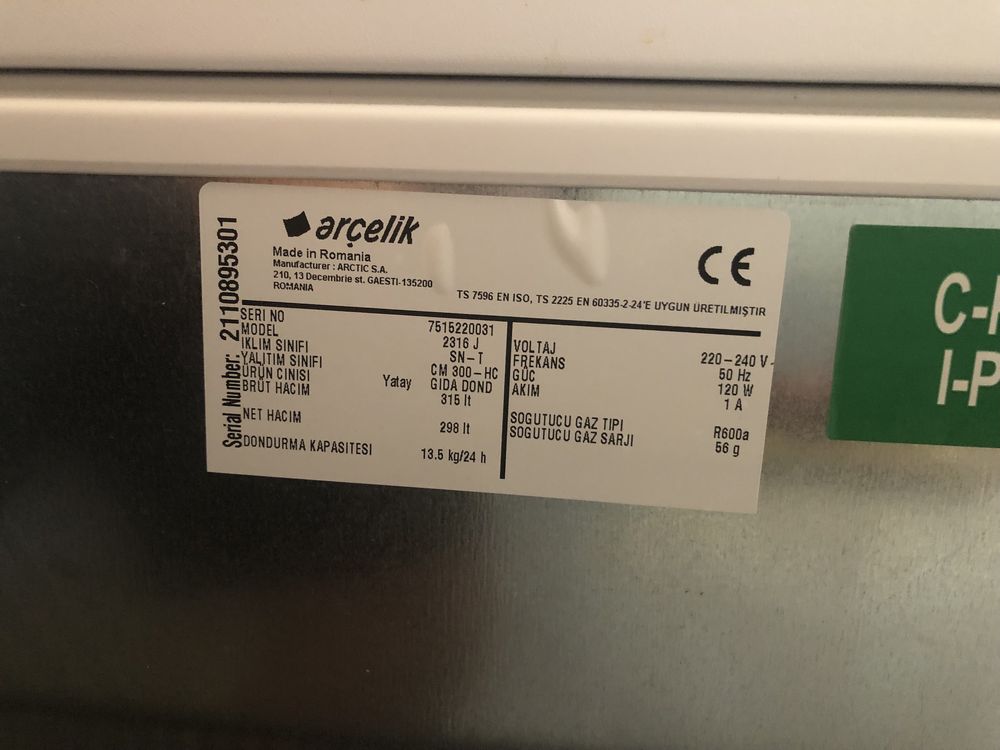 arçelik
Made in Romania
Manufacturer : ARCTIC S.A.
210, 13 Decembrie st. GAESTI-135200
ROMANIA
CE
TS 7596 EN ISO, TS 2225 EN 60335-2-24'E UYGUN ÜRETILMIŞTIR
Serial Number: 2110895301
SERI NO 7515220031
MODEL 2316 J
IKLIM SINIFI SN-T
YALITIM SINIFI CM 300-HC
ÜRÜN CINSI Yatay GIDA DOND
BRÜT HACIM 315 lt
NET HACIM 298 lt
DONDURMA KAPASITESI 13.5 kg/24 h
VOLTAJ 220-240 V
FREKANS 50 Hz
GÜC 120 W
AKIM 1 A
SOGUTUCU GAZ TIPI R600a
SOGUTUCU GAZ SARJI 56 g
C-
I-P